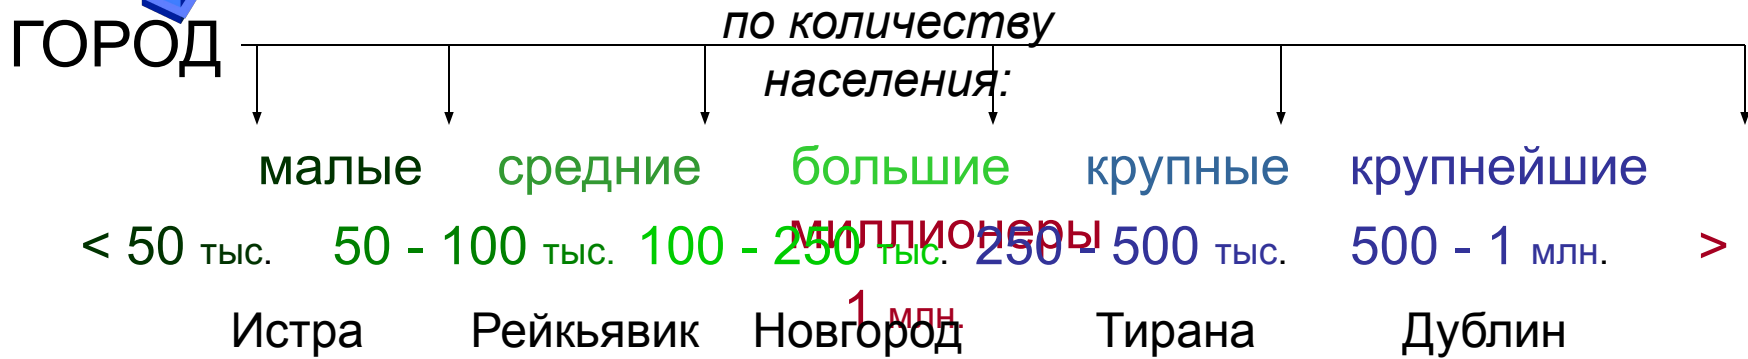 ГОРОД
по количеству
населения:
малые средние большие крупные крупнейшие
миллионеры
< 50 тыс. 50 - 100 тыс. 100 - 250 тыс. 250 - 500 тыс. 500 - 1 млн. >
1 млн.
Истра Рейкьявик Новгород Тирана Дублин